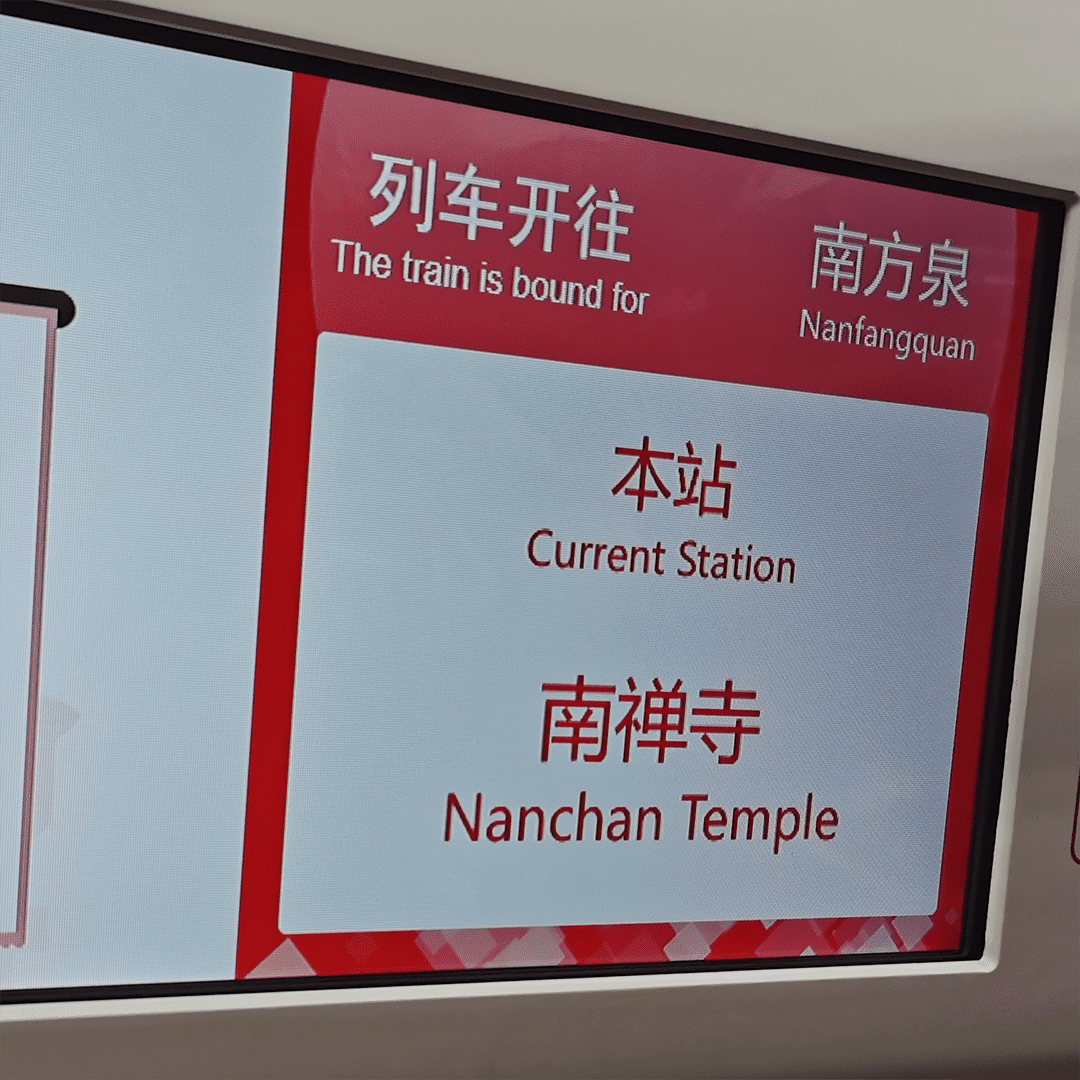 列车开往
The train is bound for
南方泉
Nanfangquan
本站
Current Station
南禅寺
Nanchan Temple